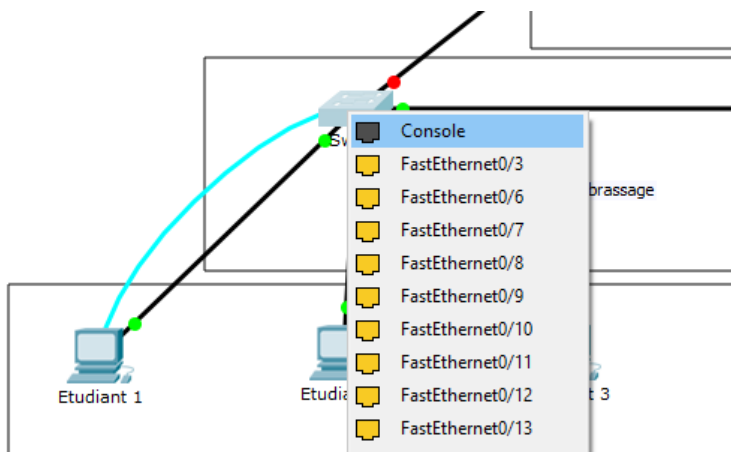 Sw
Console
FastEthernet0/3
FastEthernet0/6
brassage
FastEthernet0/7
FastEthernet0/8
FastEthernet0/9
FastEthernet0/10
FastEthernet0/11
Etudiant 1
Etudia
FastEthernet0/12
t 3
FastEthernet0/13